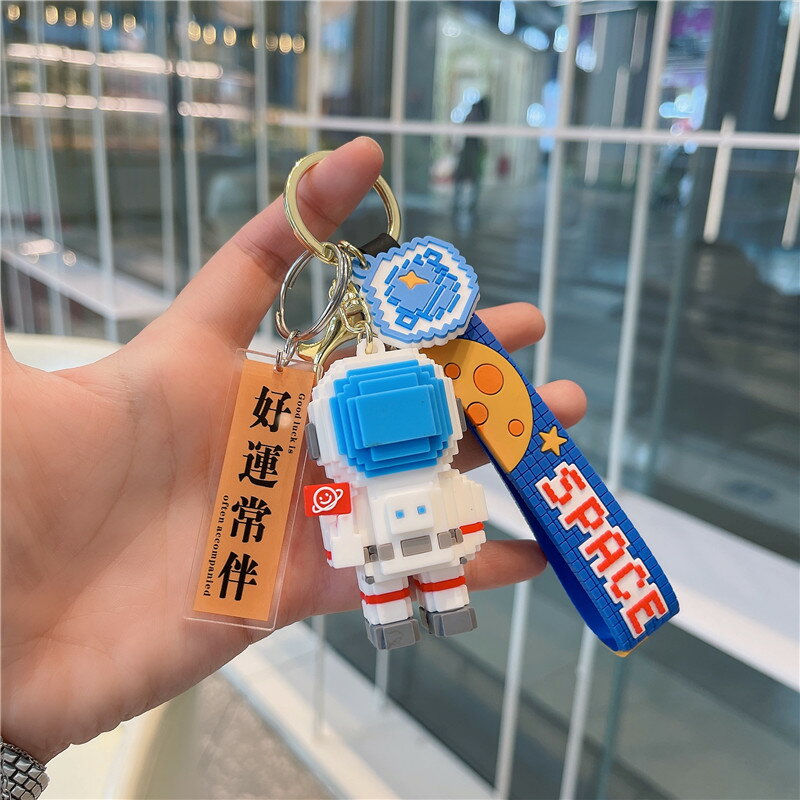 好運常伴
Good luck is
often accompanied
SPACE